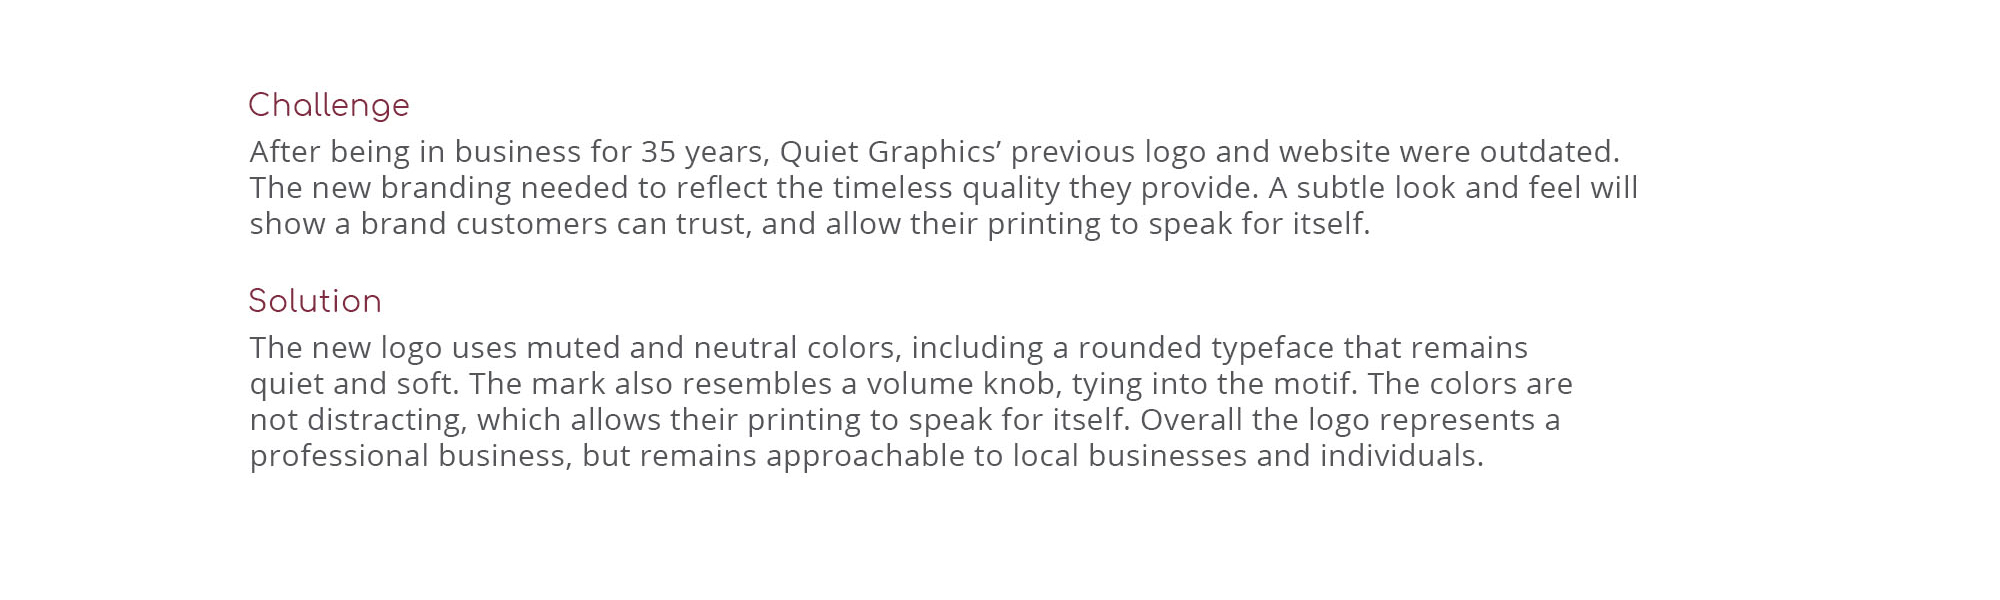 Challenge
After being in business for 35 years, Quiet Graphics’ previous logo and website were outdated.
The new branding needed to reflect the timeless quality they provide. A subtle look and feel will
show a brand customers can trust, and allow their printing to speak for itself.
Solution
The new logo uses muted and neutral colors, including a rounded typeface that remains
quiet and soft. The mark also resembles a volume knob, tying into the motif. The colors are
not distracting, which allows their printing to speak for itself. Overall the logo represents a
professional business, but remains approachable to local businesses and individuals.